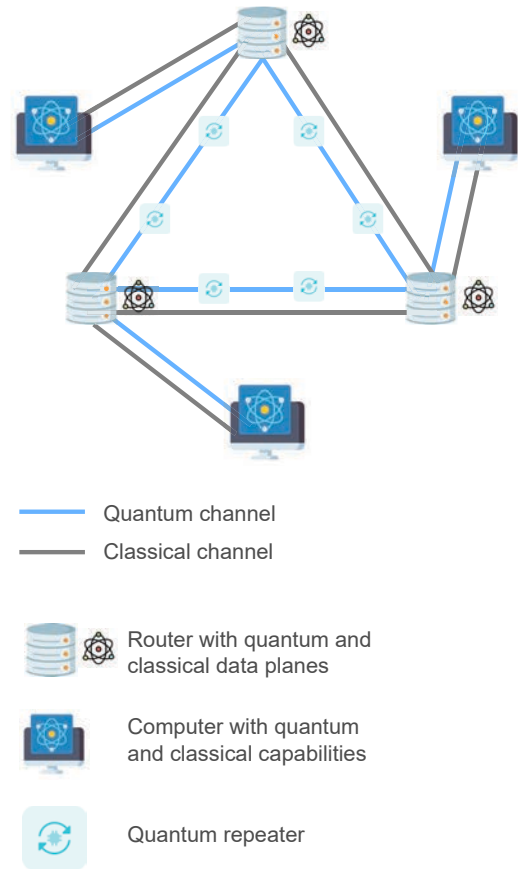 Quantum channel
Classical channel
Router with quantum and
classical data planes
Computer with quantum
and classical capabilities
Quantum repeater